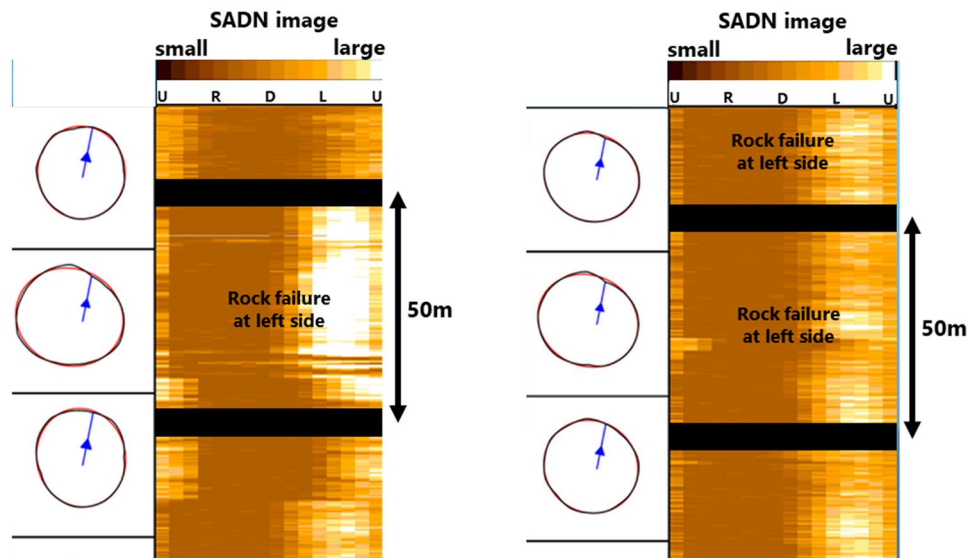 SADN image
small large
U R D L U
Rock failure
at left side
50m
SADN image
small large
U R D L U
Rock failure
at left side
Rock failure
at left side
50m